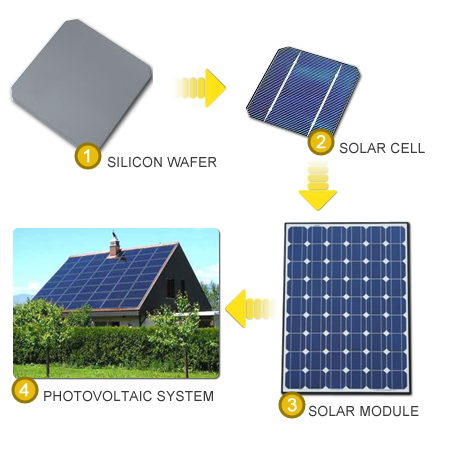 1 SILICON WAFER
2 SOLAR CELL
4 PHOTOVOLTAIC SYSTEM
3 SOLAR MODULE